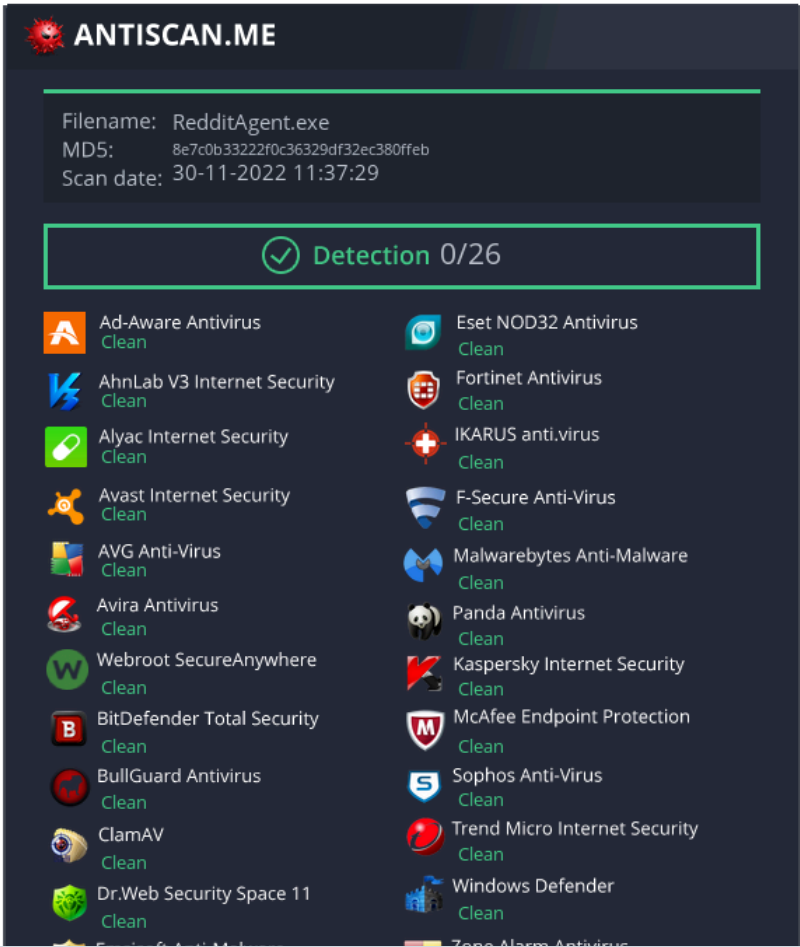 ANTISCAN.ME
Filename: RedditAgent.exe
MD5: 8e7c0b33222f0c36329df32ec380ffeb
Scan date: 30-11-2022 11:37:29
Detection 0/26
Ad-Aware Antivirus
Clean
AhnLab V3 Internet Security
Clean
Alyac Internet Security
Clean
Avast Internet Security
Clean
AVG Anti-Virus
Clean
Avira Antivirus
Clean
Webroot SecureAnywhere
Clean
BitDefender Total Security
Clean
BullGuard Antivirus
Clean
ClamAV
Clean
Dr.Web Security Space 11
Clean
Eset NOD32 Antivirus
Clean
Fortinet Antivirus
Clean
IKARUS anti.virus
Clean
F-Secure Anti-Virus
Clean
Malwarebytes Anti-Malware
Clean
Panda Antivirus
Clean
Kaspersky Internet Security
Clean
McAfee Endpoint Protection
Clean
Sophos Anti-Virus
Clean
Trend Micro Internet Security
Clean
Windows Defender
Clean
Zone Alarm Antivirus